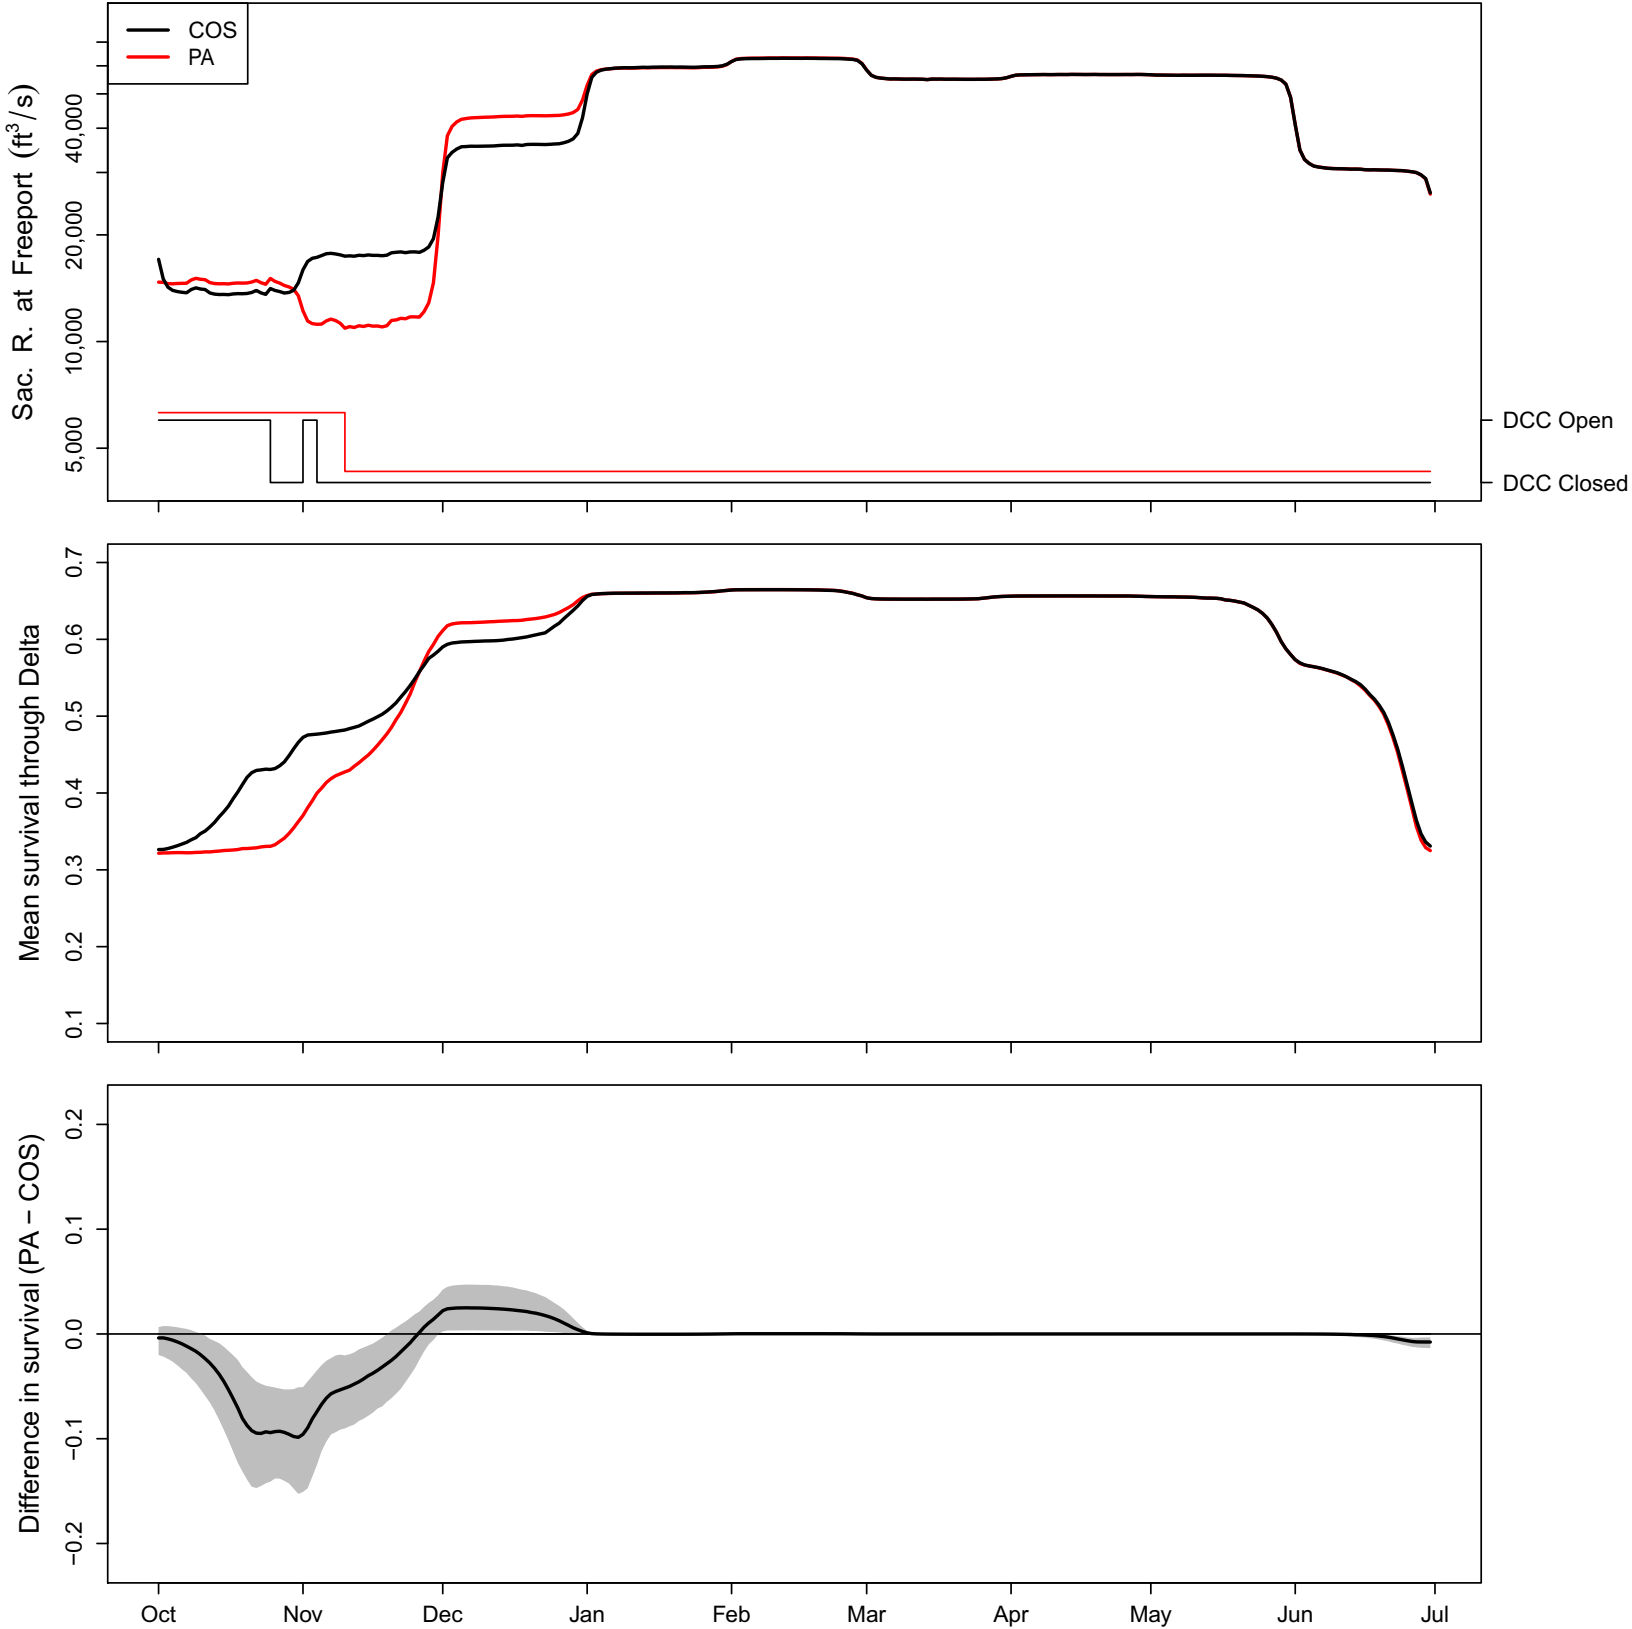 COS
PA
Sac. R. at Freeport (ft³/s)
40,000
20,000
10,000
5,000
DCC Open
DCC Closed
Mean survival through Delta
0.7
0.6
0.5
0.4
0.3
0.2
0.1
Difference in survival (PA − COS)
0.2
0.1
0.0
−0.1
−0.2
Oct Nov Dec Jan Feb Mar Apr May Jun Jul